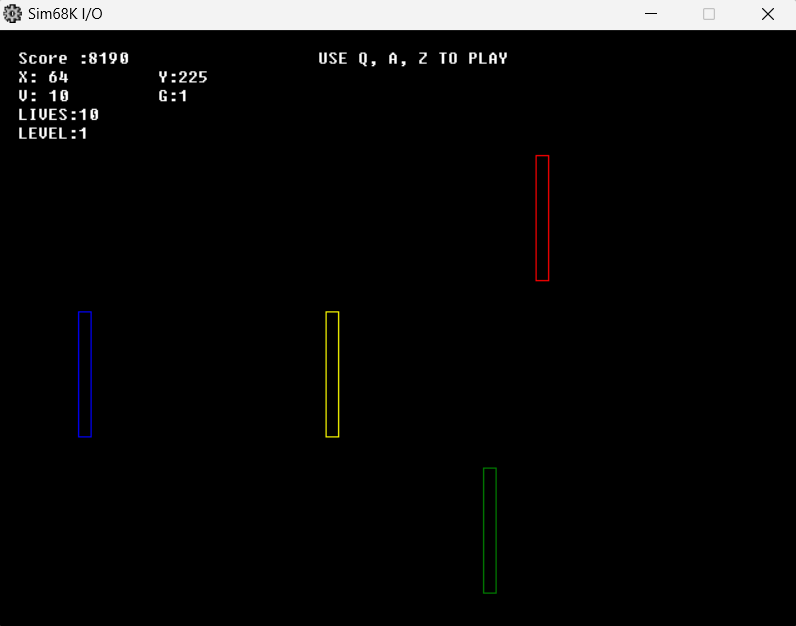 Sim68K I/O
Score :8190 USE Q, A, Z TO PLAY
X: 64 Y:225
V: 10 G:1
LIVES:10
LEVEL:1